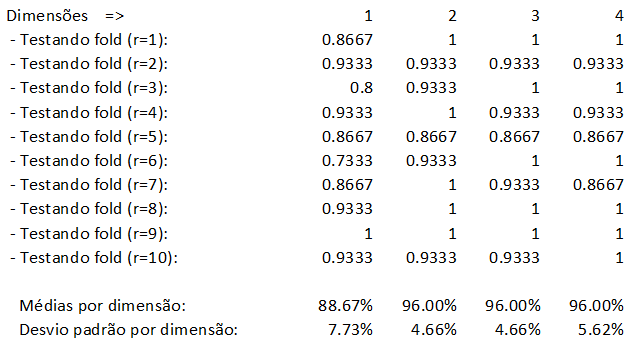 Dimensões => 1 2 3 4
- Testando fold (r=1): 0.8667 1 1 1
- Testando fold (r=2): 0.9333 0.9333 0.9333 0.9333
- Testando fold (r=3): 0.8 0.9333 1 1
- Testando fold (r=4): 0.9333 1 0.9333 0.9333
- Testando fold (r=5): 0.8667 0.8667 0.8667 0.8667
- Testando fold (r=6): 0.7333 0.9333 1 1
- Testando fold (r=7): 0.8667 1 0.9333 0.8667
- Testando fold (r=8): 0.9333 1 1 1
- Testando fold (r=9): 1 1 1 1
- Testando fold (r=10): 0.9333 0.9333 0.9333 1
Médias por dimensão: 88.67% 96.00% 96.00% 96.00%
Desvio padrão por dimensão: 7.73% 4.66% 4.66% 5.62%